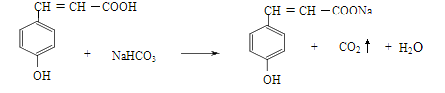 CH = CH – COOH
OH
+
NaHCO₃
CH = CH – COONa
OH
+ CO₂↑ + H₂O